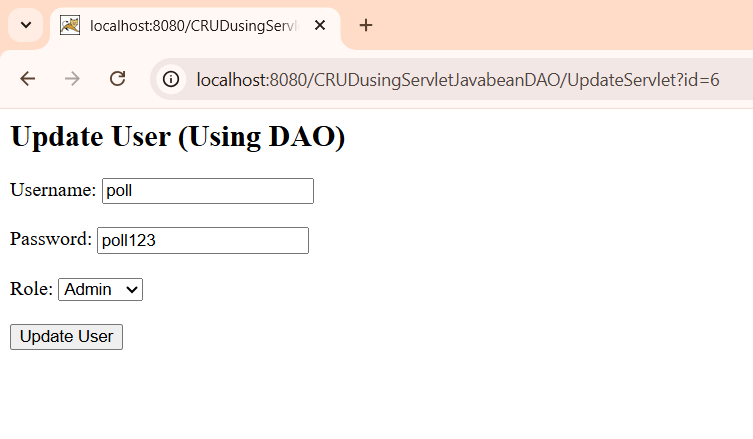 localhost:8080/CRUDusingServl
localhost:8080/CRUDusingServletJavabeanDAO/UpdateServlet?id=6
Update User (Using DAO)
Username: poll
Password: poll123
Role: Admin
Update User